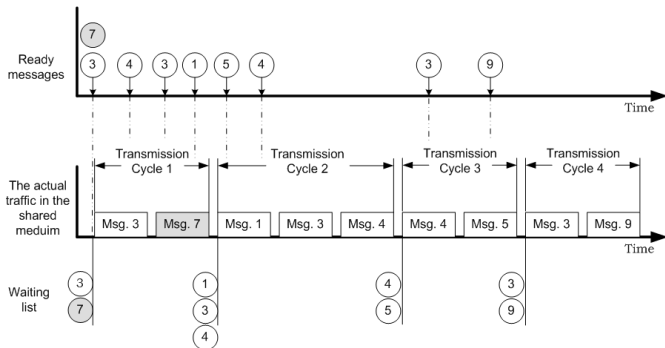 7
Ready
messages
3 4 3 1 5 4 3 9
Time
Transmission
Cycle 1
Transmission
Cycle 2
Transmission
Cycle 3
Transmission
Cycle 4
The actual
traffic in the
shared
meduim
Msg. 3 Msg. 7 Msg. 1 Msg. 3 Msg. 4 Msg. 4 Msg. 5 Msg. 3 Msg. 9
Time
Waiting
list
3 1 4 3
7 3 5 9
4